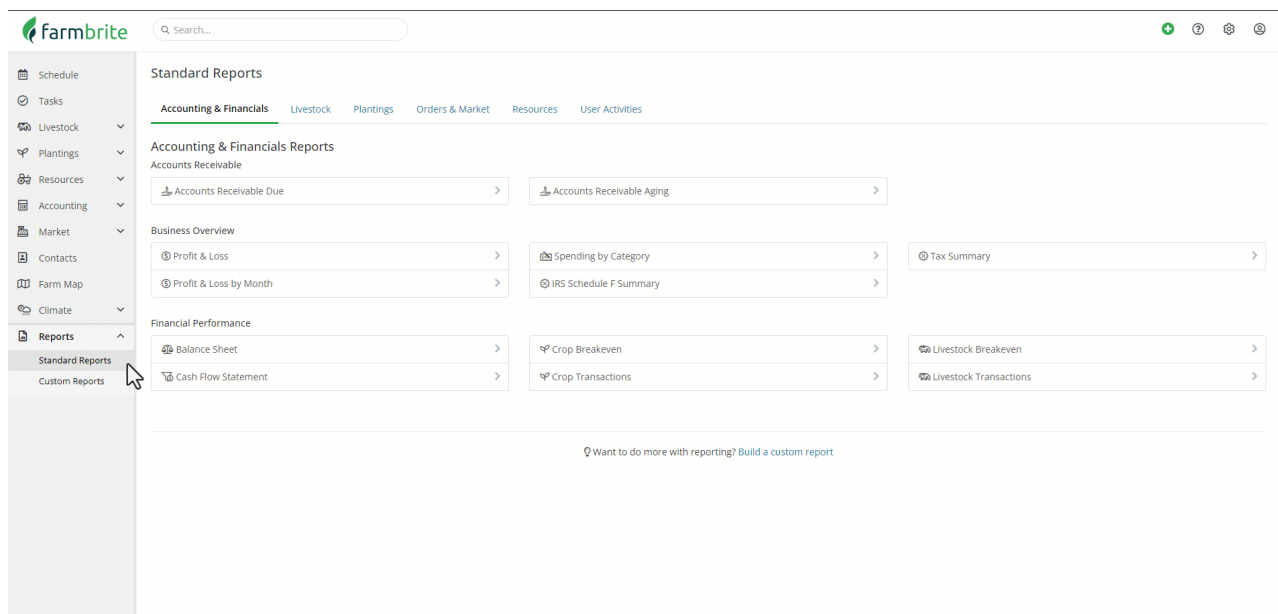 farmbrite
Search...
Schedule
Tasks
Livestock
Plantings
Resources
Accounting
Market
Contacts
Farm Map
Climate
Reports
Standard Reports
Custom Reports
Standard Reports
Accounting & Financials Livestock Plantings Orders & Market Resources User Activities
Accounting & Financials Reports
Accounts Receivable
Accounts Receivable Due Accounts Receivable Aging
Business Overview
Profit & Loss Spending by Category Tax Summary
Profit & Loss by Month IRS Schedule F Summary
Financial Performance
Balance Sheet Crop Breakeven Livestock Breakeven
Cash Flow Statement Crop Transactions Livestock Transactions
Want to do more with reporting? Build a custom report